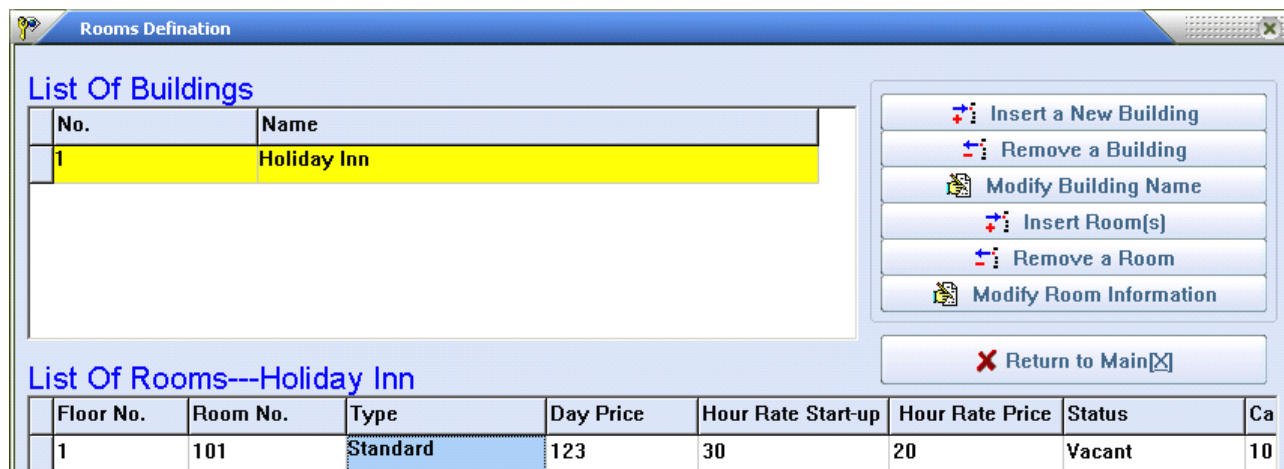 Rooms Defination
List Of Buildings
No. Name
1 Holiday Inn
Insert a New Building
Remove a Building
Modify Building Name
Insert Room(s)
Remove a Room
Modify Room Information
Return to Main[X]
List Of Rooms---Holiday Inn
Floor No. Room No. Type Day Price Hour Rate Start-up Hour Rate Price Status Ca
1 101 Standard 123 30 20 Vacant 10